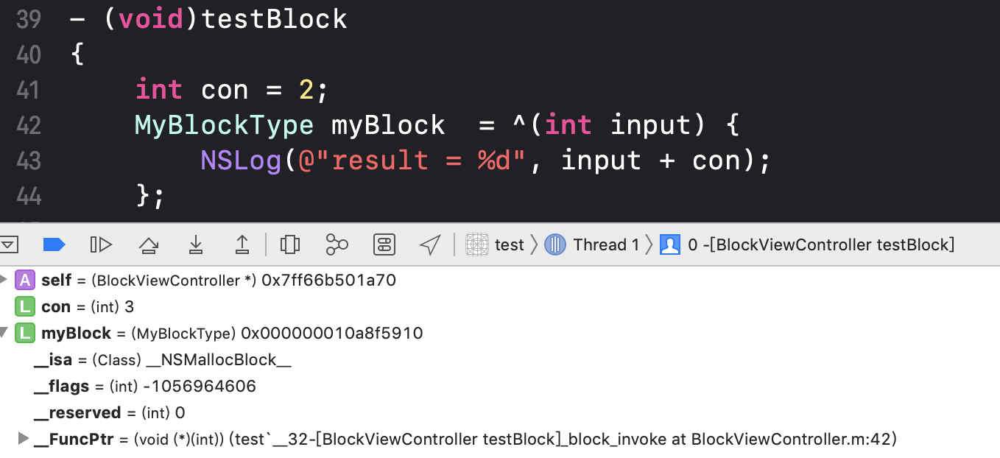 39 - (void)testBlock
40 {
41 int con = 2;
42 MyBlockType myBlock  = ^(int input) {
43 NSLog(@"result = %d", input + con);
44 };
test Thread 1 0 -[BlockViewController testBlock]
A self = (BlockViewController *) 0x7ff66b501a70
L con = (int) 3
L myBlock = (MyBlockType) 0x000000010a8f5910
__isa = (Class) __NSMallocBlock__
__flags = (int) -1056964606
__reserved = (int) 0
__FuncPtr = (void (*)(int)) (test`__32-[BlockViewController testBlock]_block_invoke at BlockViewController.m:42)